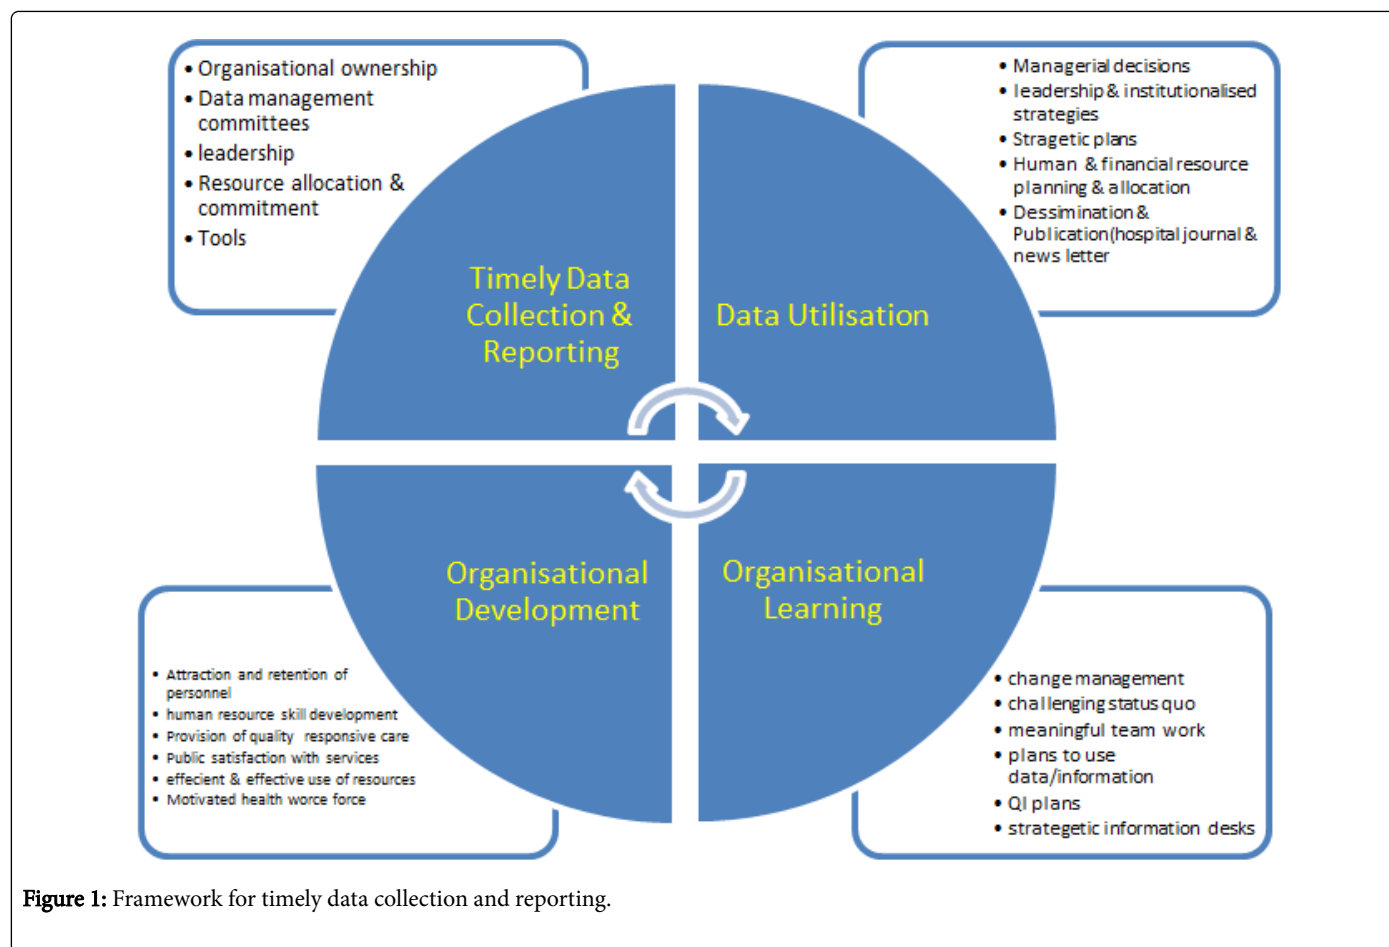 • Organisational ownership
• Data management
committees
• leadership
• Resource allocation &
commitment
• Tools
• Managerial decisions
• leadership & institutionalised
strategies
• Stragetic plans
• Human & financial resource
planning & allocation
• Dessimination &
Publication(hospital journal &
news letter
Timely Data
Collection &
Reporting
Data Utilisation
Organisational
Development
Organisational
Learning
• Attraction and retention of
personnel
• human resource skill development
• Provision of quality responsive care
• Public satisfaction with services
• effecient & effective use of resources
• Motivated health worce force
• change management
• challenging status quo
• meaningful team work
• plans to use
data/information
• QI plans
• strategetic information desks
Figure 1: Framework for timely data collection and reporting.